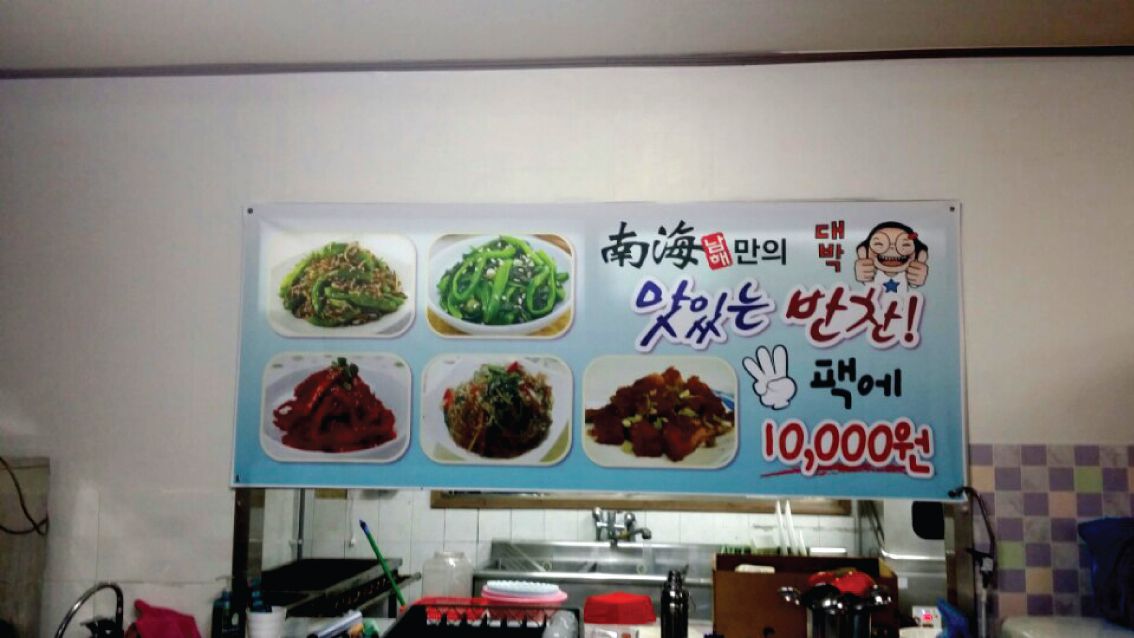 南海 남해 만의 대박
맛있는 반찬!
팩에
10,000원